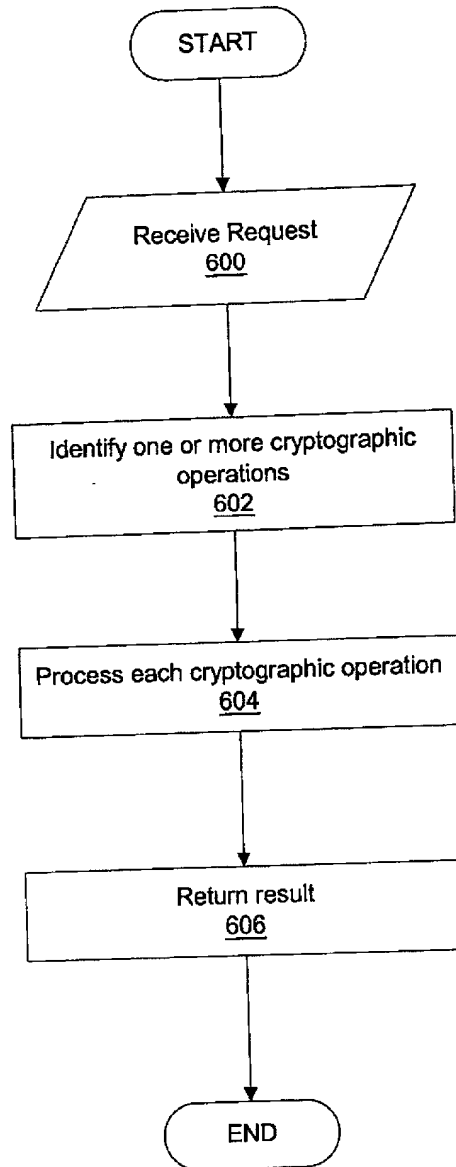 START
Receive Request
600
Identify one or more cryptographic
operations
602
Process each cryptographic operation
604
Return result
606
END